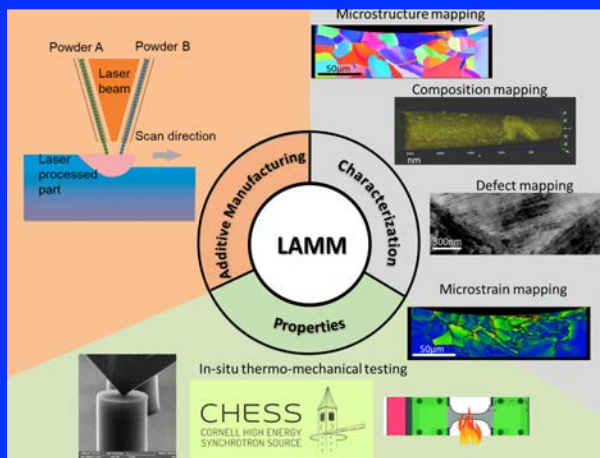 Microstructure mapping
50µm
Powder A
Powder B
Laser
beam
Scan direction
Laser
processed
part
Composition mapping
nm
Defect mapping
300nm
Additive Manufacturing
Characterization
LAMM
Properties
Microstrain mapping
50µm
In-situ thermo-mechanical testing
CHESS
CORNELL HIGH ENERGY
SYNCHROTRON SOURCE